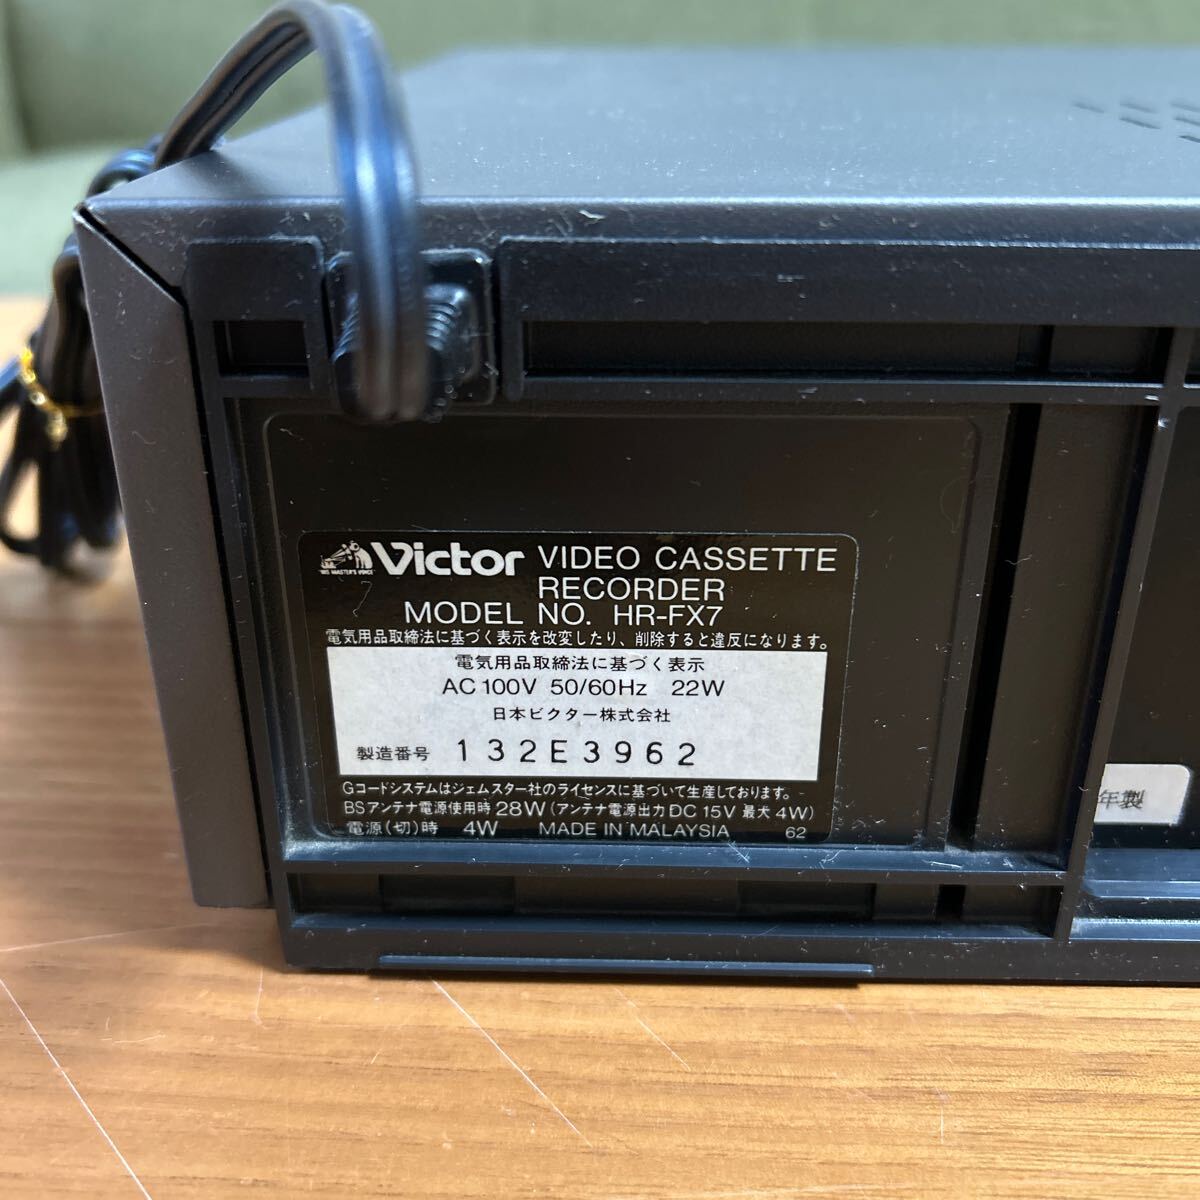 "HIS MASTER'S VOICE"
Victor VIDEO CASSETTE
RECORDER
MODEL NO. HR-FX7
電気用品取締法に基づく表示を改変したり、削除すると違反になります。
電気用品取締法に基づく表示
AC 100V 50/60Hz 22W
日本ビクター株式会社
製造番号 132E3962
Gコードシステムはジェムスター社のライセンスに基づいて生産しております。
BSアンテナ電源使用時 28W (アンテナ電源出力 DC 15V 最大 4W)
電源(切)時 4W MADE IN MALAYSIA 62
年製